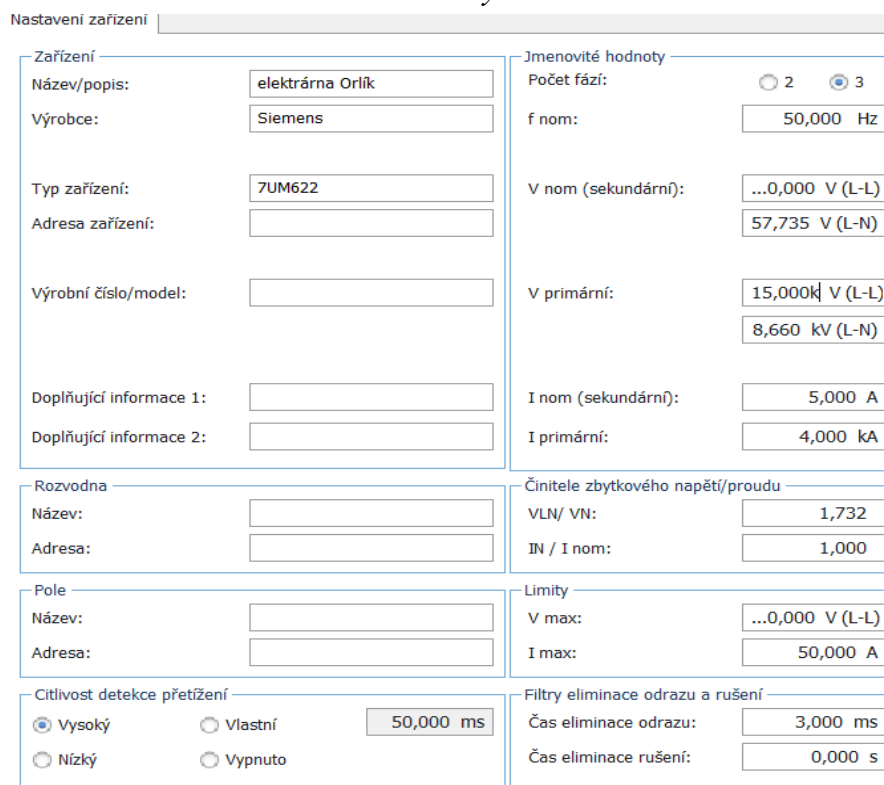 Nastavení zařízení
Zařízení
Název/popis: elektrárna Orlík
Výrobce: Siemens
Typ zařízení: 7UM622
Adresa zařízení:
Výrobní číslo/model:
Doplňující informace 1:
Doplňující informace 2:
Jmenovité hodnoty
Počet fází: 2 3
f nom: 50,000 Hz
V nom (sekundární): ...0,000 V (L-L)
57,735 V (L-N)
V primární: 15,000k V (L-L)
8,660 kV (L-N)
I nom (sekundární): 5,000 A
I primární: 4,000 kA
Rozvodna
Název:
Adresa:
Činitele zbytkového napětí/proudu
VLN/ VN: 1,732
IN / I nom: 1,000
Pole
Název:
Adresa:
Limity
V max: ...0,000 V (L-L)
I max: 50,000 A
Citlivost detekce přetížení
Vysoký Vlastní 50,000 ms
Nízký Vypnuto
Filtry eliminace odrazu a rušení
Čas eliminace odrazu: 3,000 ms
Čas eliminace rušení: 0,000 s